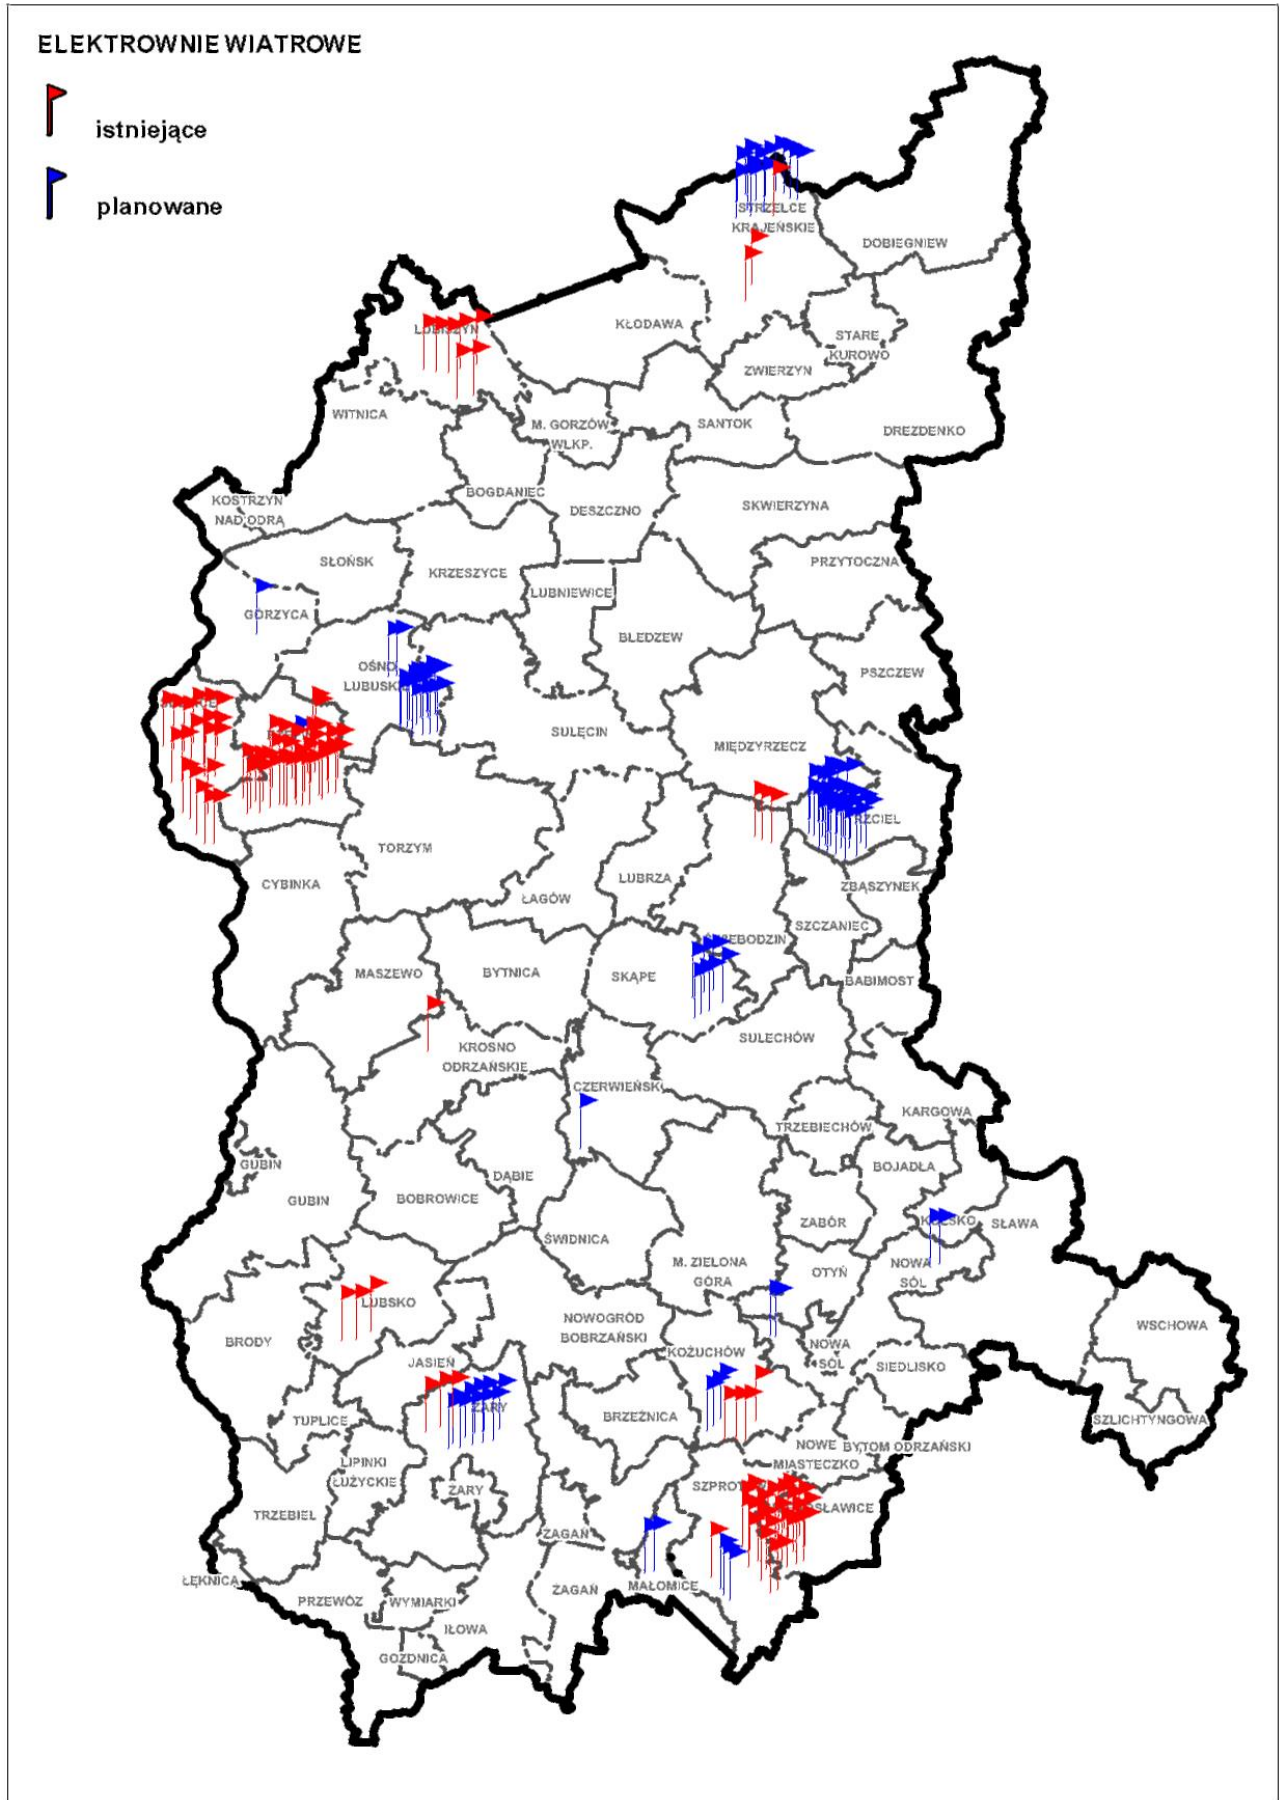 ELEKTROWNIE WIATROWE
istniejące
planowane
STRZELCE
KRAJEŃSKIE
DOBIEGNIEW
KŁODAWA
STARE
KUROWO
ZWIERZYN
WITNICA
M. GORZÓW
WLKP.
SANTOK
DREZDENKO
KOSTRZYN
NAD ODRĄ
BOGDANIEC
DESZCZNO
SKWIERZYNA
SŁOŃSK
KRZESZYCE
PRZYTOCZNA
LUBNIEWICE
GÓRZYCA
BLEDZEW
OŚNO
LUBUSKIE
PSZCZEW
SULĘCIN
MIĘDZYRZECZ
TORZYM
CYBINKA
ŁAGÓW
LUBRZA
ZBĄSZYNEK
SZCZANIEC
MASZEWO
BYTNICA
SKĄPE
BABIMOST
KROSNO
ODRZAŃSKIE
SULECHÓW
CZERWIEŃSK
KARGOWA
TRZEBIECHÓW
GUBIN
GUBIN
DĄBIE
BOBROWICE
BOJADŁA
ZABÓR
SŁAWA
ŚWIDNICA
M. ZIELONA
GÓRA
OTYŃ
NOWA
SÓL
LUBSKO
BRODY
NOWOGRÓD
BOBRZAŃSKI
KOŻUCHÓW
NOWA
SÓL
SIEDLISKO
WSCHOWA
JASIEŃ
ŻARY
TUPLICE
BRZEŹNICA
SZLICHTYNGOWA
NOWE
MIASTECZKO
BYTOM ODRZAŃSKI
LIPINKI
ŁUŻYCKIE
ŻARY
TRZEBIEL
ŻAGAŃ
ŁĘKNICA
PRZEWÓZ
WYMIARKI
ŻAGAŃ
MAŁOMICE
IŁOWA
GOZDNICA